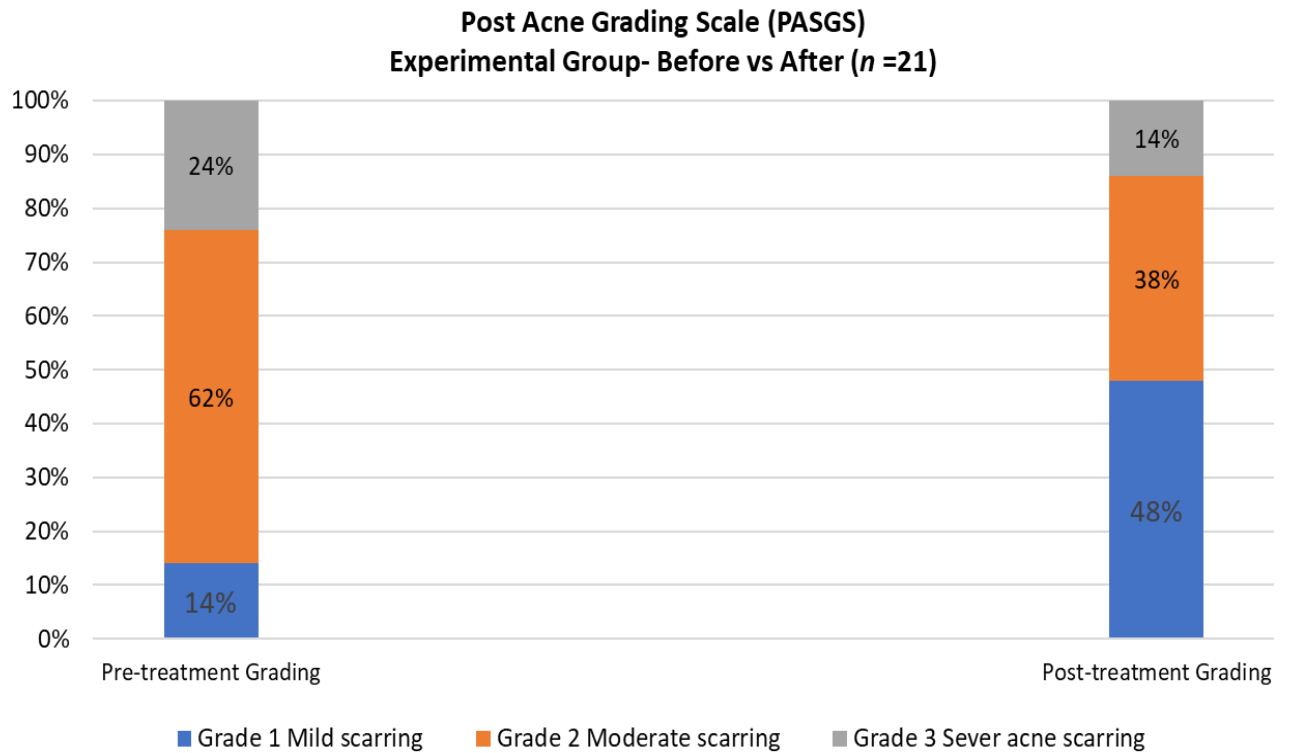 Post Acne Grading Scale (PASGS)
Experimental Group- Before vs After (n =21)
100%
90%
80%
70%
60%
50%
40%
30%
20%
10%
0%
24%
62%
14%
14%
38%
48%
Pre-treatment Grading
Post-treatment Grading
Grade 1 Mild scarring
Grade 2 Moderate scarring
Grade 3 Sever acne scarring